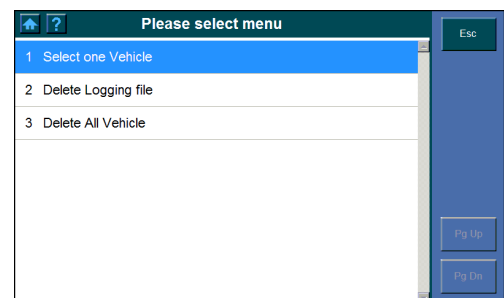 ? Please select menu
Esc
1 Select one Vehicle
2 Delete Logging file
3 Delete All Vehicle
Pg Up
Pg Dn